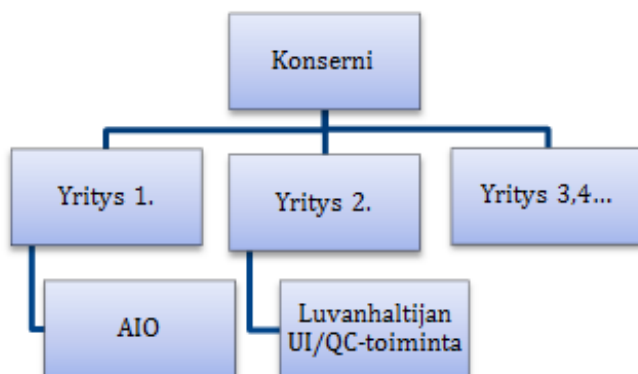 Konserni
Yritys 1.
Yritys 2.
Yritys 3,4...
AIO
Luvanhaltijan
UI/QC-toiminta